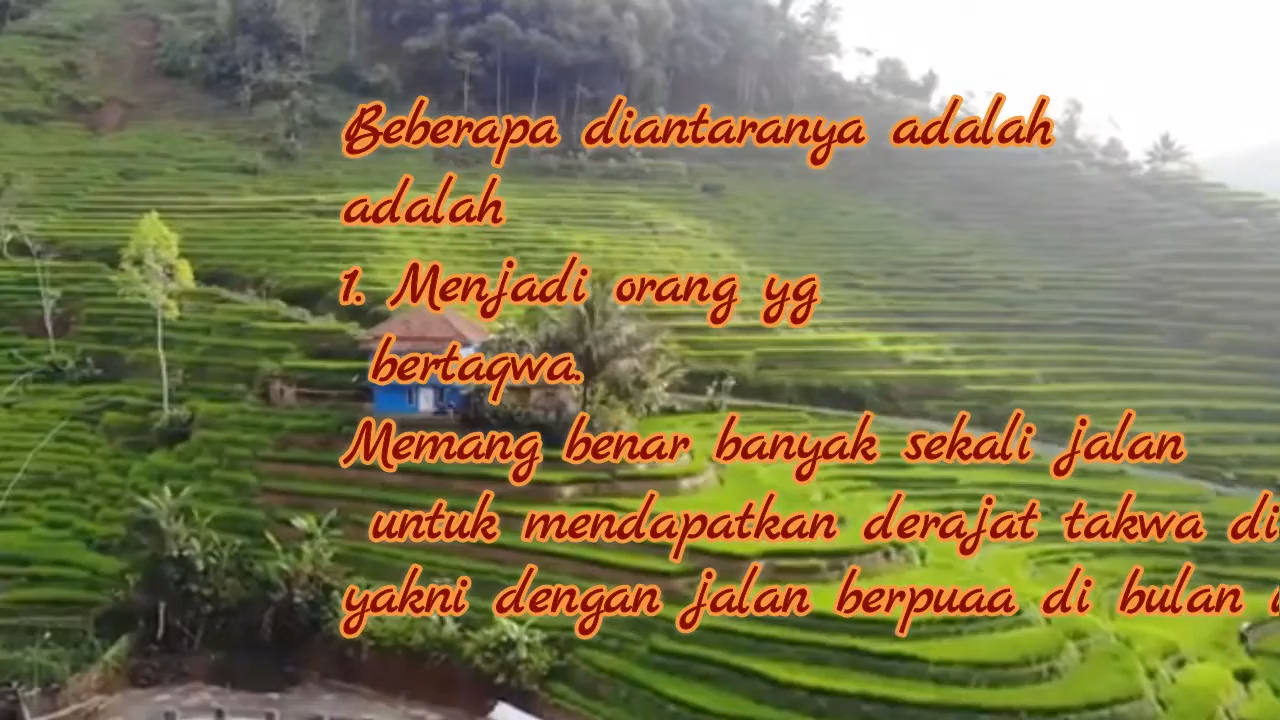 Beberapa diantaranya adalah
adalah
1. Menjadi orang yg
bertaqwa.
Memang benar banyak sekali jalan
untuk mendapatkan derajat takwa di
yakni dengan jalan berpuaa di bulan